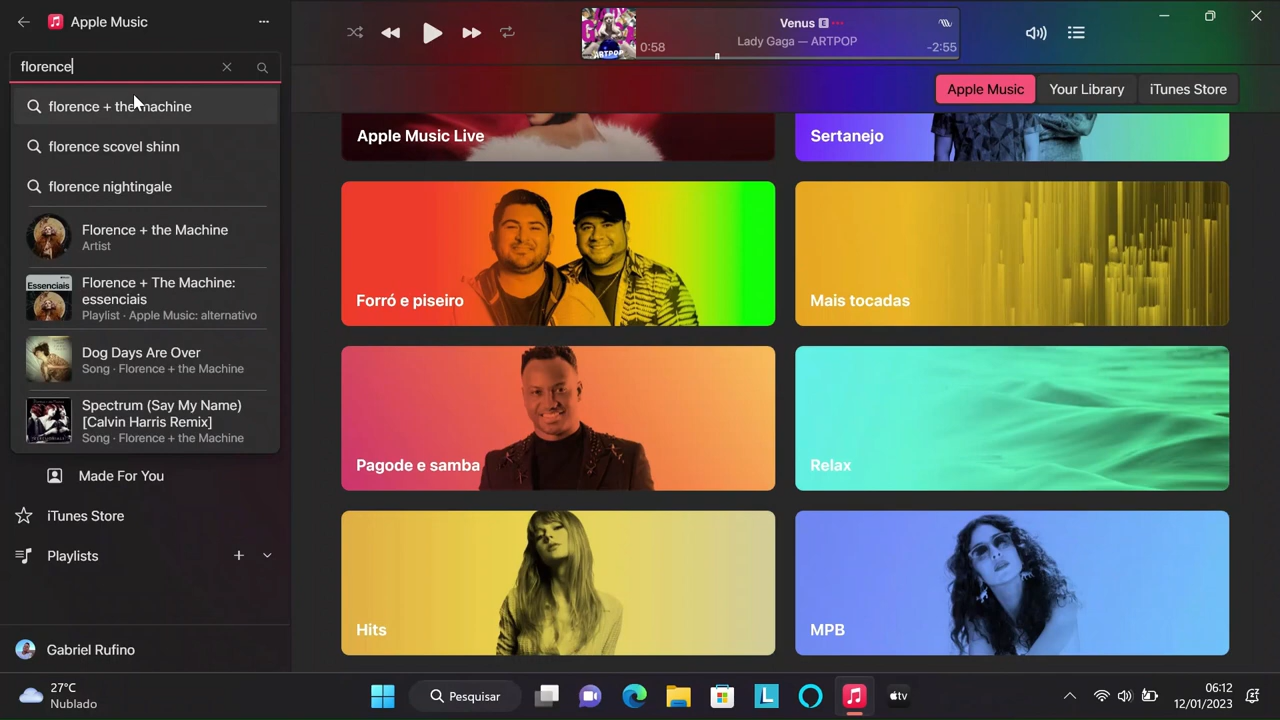 Apple Music
florence
florence + the machine
florence scovel shinn
florence nightingale
Florence + the Machine
Artist
Essenciais
Florence + The Machine:
essenciais
Playlist · Apple Music: alternativo
Dog Days Are Over
Song · Florence + the Machine
Spectrum (Say My Name)
[Calvin Harris Remix]
Song · Florence + the Machine
Made For You
iTunes Store
Playlists
Gabriel Rufino
ARTPOP
Venus E
0:58
Lady Gaga — ARTPOP
-2:55
Apple Music
Your Library
iTunes Store
Apple Music Live
Sertanejo
Forró e piseiro
Mais tocadas
Pagode e samba
Relax
Hits
MPB
27°C
Nublado
Pesquisar
L
tv
06:12
12/01/2023